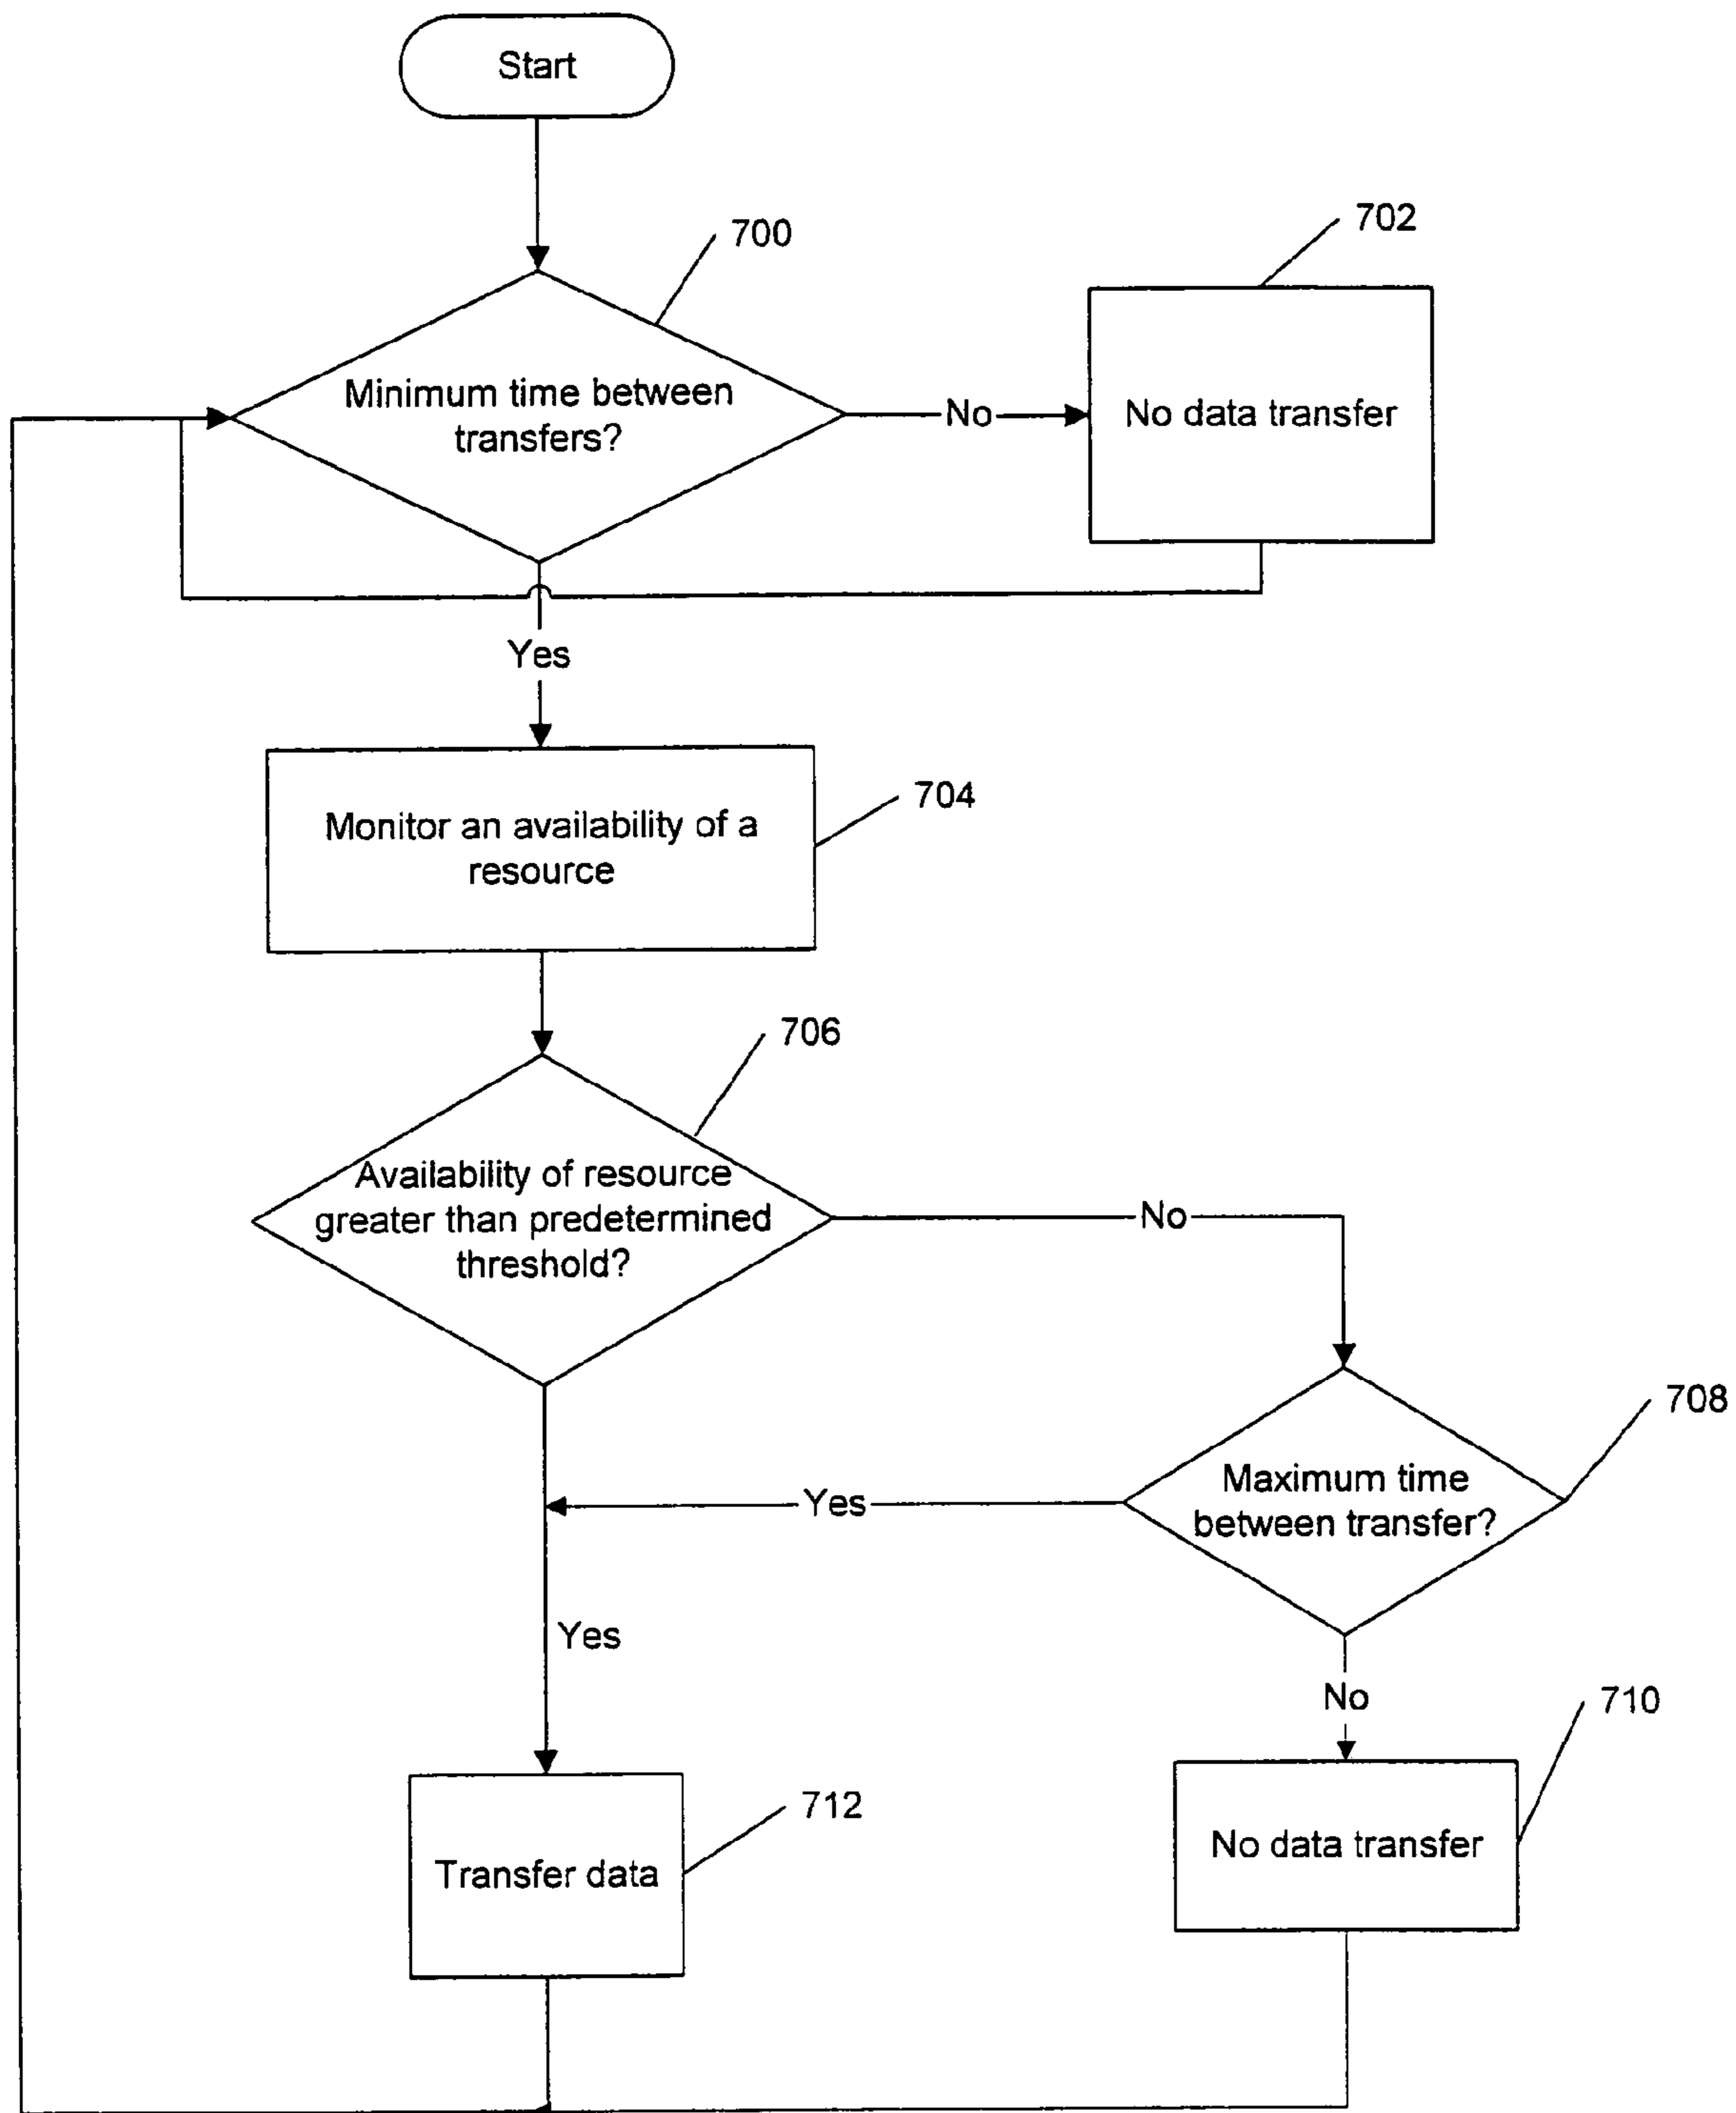 Start
700
702
Minimum time between
transfers?
No
No data transfer
Yes
704
Monitor an availability of a
resource
706
Availability of resource
greater than predetermined
threshold?
No
708
Maximum time
between transfer?
Yes
Yes
No
710
712
No data transfer
Transfer data